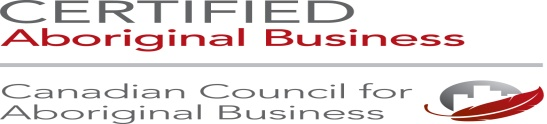 CERTIFIED
Aboriginal Business
Canadian Council for
Aboriginal Business